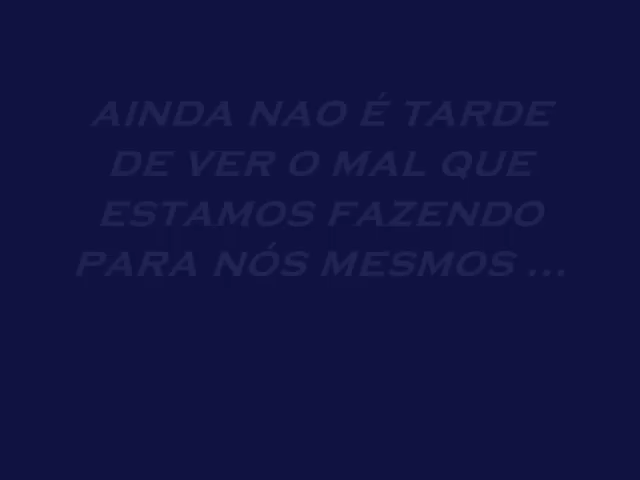 AINDA NAO É TARDE
DE VER O MAL QUE
ESTAMOS FAZENDO
PARA NÓS MESMOS ...